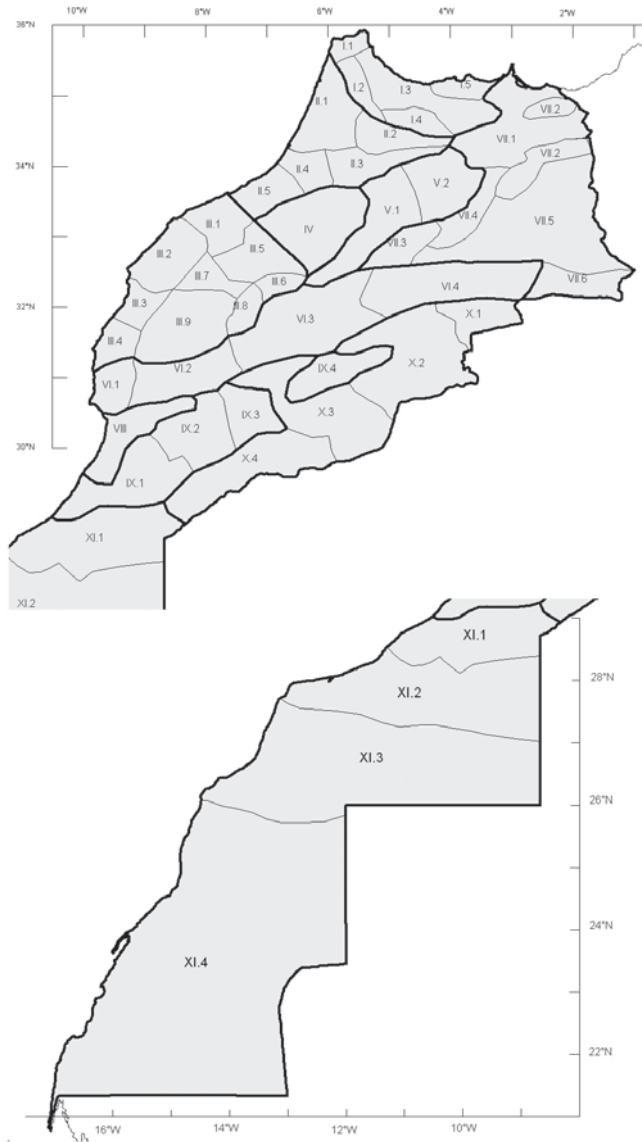 10°W 8°W 6°W 4°W 2°W
36°N
I.1
I.2 I.3 I.5
II.1 I.4 VII.2
II.2 VII.1
VII.2
34°N
II.3
II.4
II.5 V.2
V.1
III.1 IV VII.4 VII.5
III.2 III.5 VII.3
III.7 III.6 VII.6
VI.4
32°N
III.3 III.8
III.9 VI.3 X.1
III.4
VI.2 IX.4 X.2
VI.1
IX.3 X.3
VIII IX.2
30°N
X.4
IX.1
XI.1
XI.2
XI.1
28°N
XI.2
XI.3
26°N
24°N
XI.4
22°N
16°W 14°W 12°W 10°W